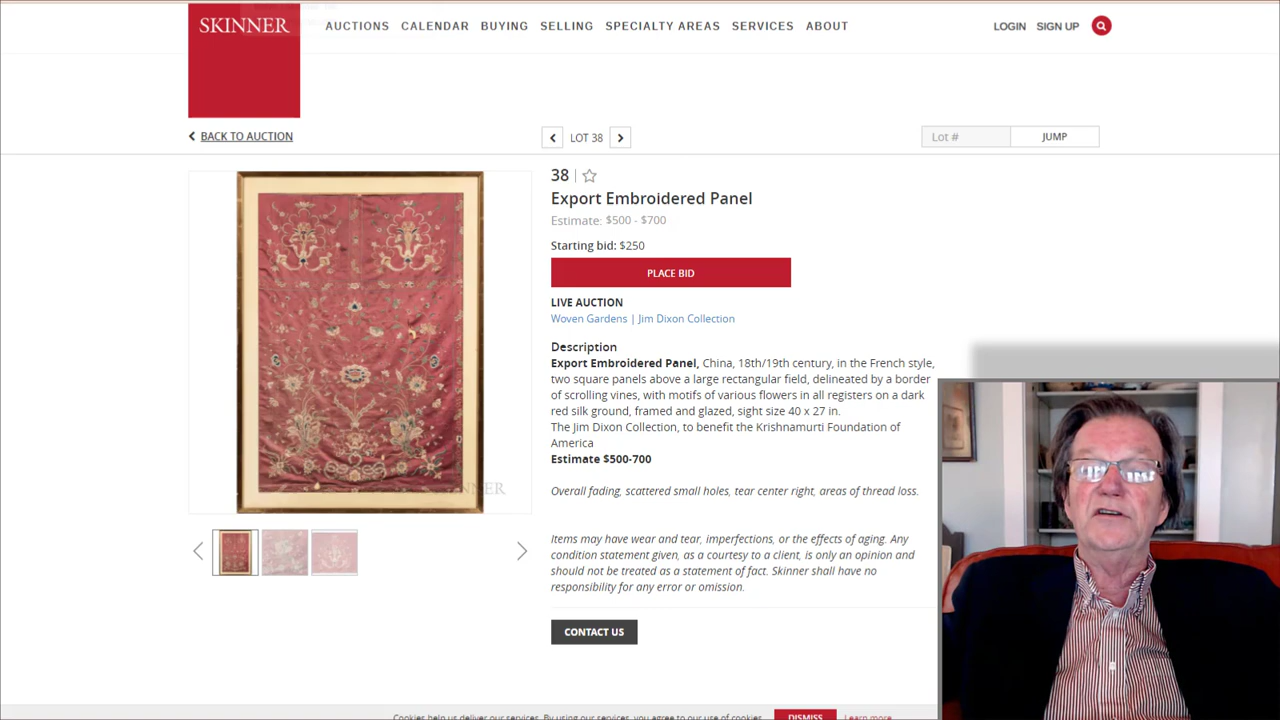 SKINNER
AUCTIONS CALENDAR BUYING SELLING SPECIALTY AREAS SERVICES ABOUT
LOGIN SIGN UP
BACK TO AUCTION
LOT 38
Lot #
JUMP
38
Export Embroidered Panel
Estimate: $500 - $700
Starting bid: $250
PLACE BID
LIVE AUCTION
Woven Gardens | Jim Dixon Collection
Description
Export Embroidered Panel, China, 18th/19th century, in the French style,
two square panels above a large rectangular field, delineated by a border
of scrolling vines, with motifs of various flowers in all registers on a dark
red silk ground, framed and glazed, sight size 40 x 27 in.
The Jim Dixon Collection, to benefit the Krishnamurti Foundation of
America
Estimate $500-700
Overall fading, scattered small holes, tear center right, areas of thread loss.
Items may have wear and tear, imperfections, or the effects of aging. Any
condition statement given, as a courtesy to a client, is only an opinion and
should not be treated as a statement of fact. Skinner shall have no
responsibility for any error or omission.
CONTACT US
Cookies help us deliver our services. By using our services, you agree to our use of cookies.
DISMISS
Learn more